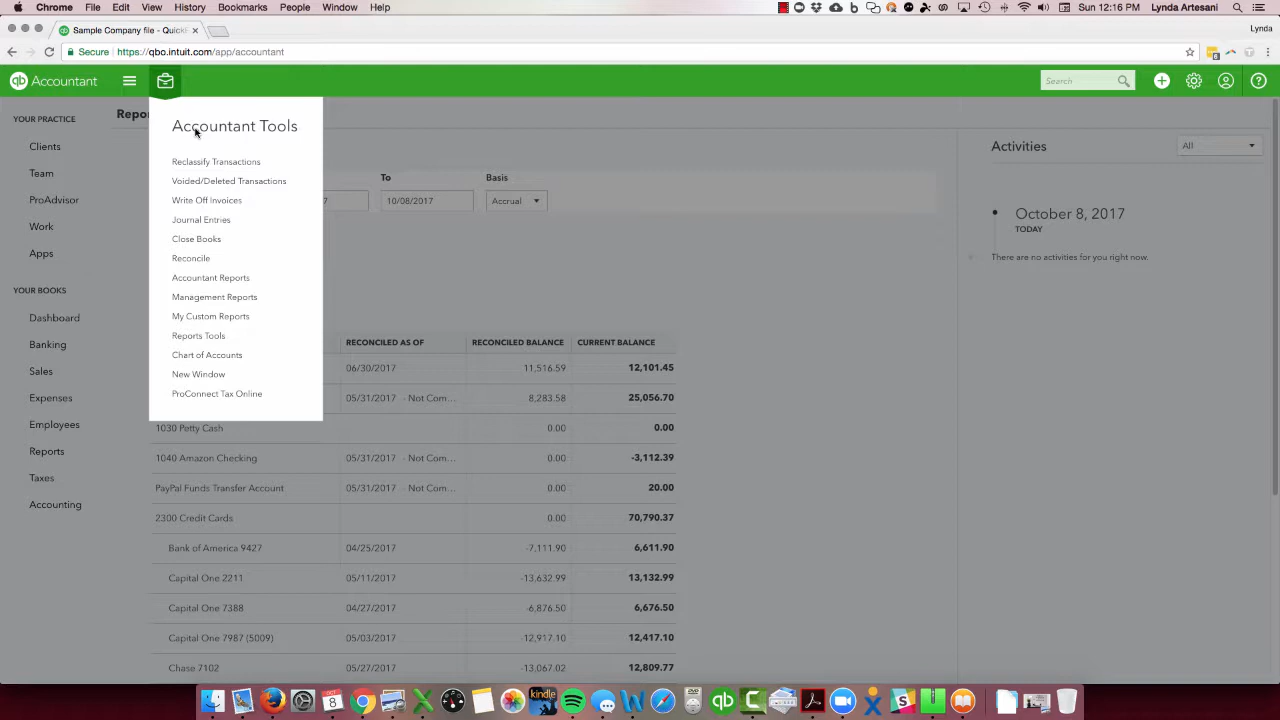 Chrome File Edit View History Bookmarks People Window Help
Sun 12:16 PM Lynda Artesani
Sample Company file - Quick
Lynda
Secure https://qbo.intuit.com/app/accountant
qb Accountant
Search
YOUR PRACTICE
Clients
Team
ProAdvisor
Work
Apps
YOUR BOOKS
Dashboard
Banking
Sales
Expenses
Employees
Reports
Taxes
Accounting
Accountant Tools
Reclassify Transactions
Voided/Deleted Transactions
Write Off Invoices
Journal Entries
Close Books
Reconcile
Accountant Reports
Management Reports
My Custom Reports
Reports Tools
Chart of Accounts
New Window
ProConnect Tax Online
To Basis
7 10/08/2017 Accrual
Activities All
October 8, 2017
TODAY
There are no activities for you right now.
RECONCILED AS OF RECONCILED BALANCE CURRENT BALANCE
06/30/2017 11,516.59 12,101.45
05/31/2017 - Not Com... 8,283.58 25,056.70
1030 Petty Cash 0.00 0.00
1040 Amazon Checking 05/31/2017 - Not Com... 0.00 -3,112.39
PayPal Funds Transfer Account 05/31/2017 - Not Com... 0.00 20.00
2300 Credit Cards 0.00 70,790.37
Bank of America 9427 04/25/2017 -7,111.90 6,611.90
Capital One 2211 05/11/2017 -13,632.99 13,132.99
Capital One 7388 04/27/2017 -6,876.50 6,676.50
Capital One 7987 (5009) 05/03/2017 -12,917.10 12,417.10
Chase 7102 05/27/2017 -13,067.02 12,809.77
8
kindle